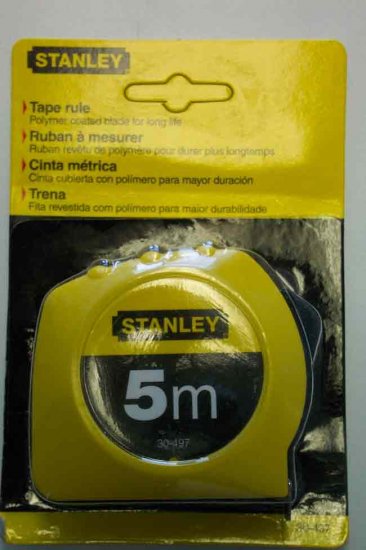 STANLEY
Tape rule
Polymer coated blade for long life
Ruban à mesurer
Ruban revêtu de polymère pour durer plus longtemps
Cinta métrica
Cinta cubierta con polímero para mayor duración
Trena
Fita revestida com polímero para maior durabilidade
STANLEY
5m
30-497
30-497